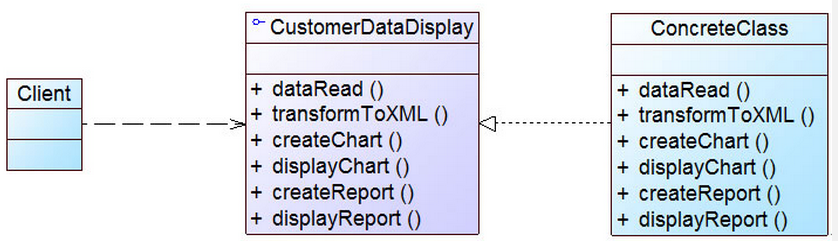 Client
CustomerDataDisplay
+ dataRead ()
+ transformToXML ()
+ createChart ()
+ displayChart ()
+ createReport ()
+ displayReport ()
ConcreteClass
+ dataRead ()
+ transformToXML ()
+ createChart ()
+ displayChart ()
+ createReport ()
+ displayReport ()